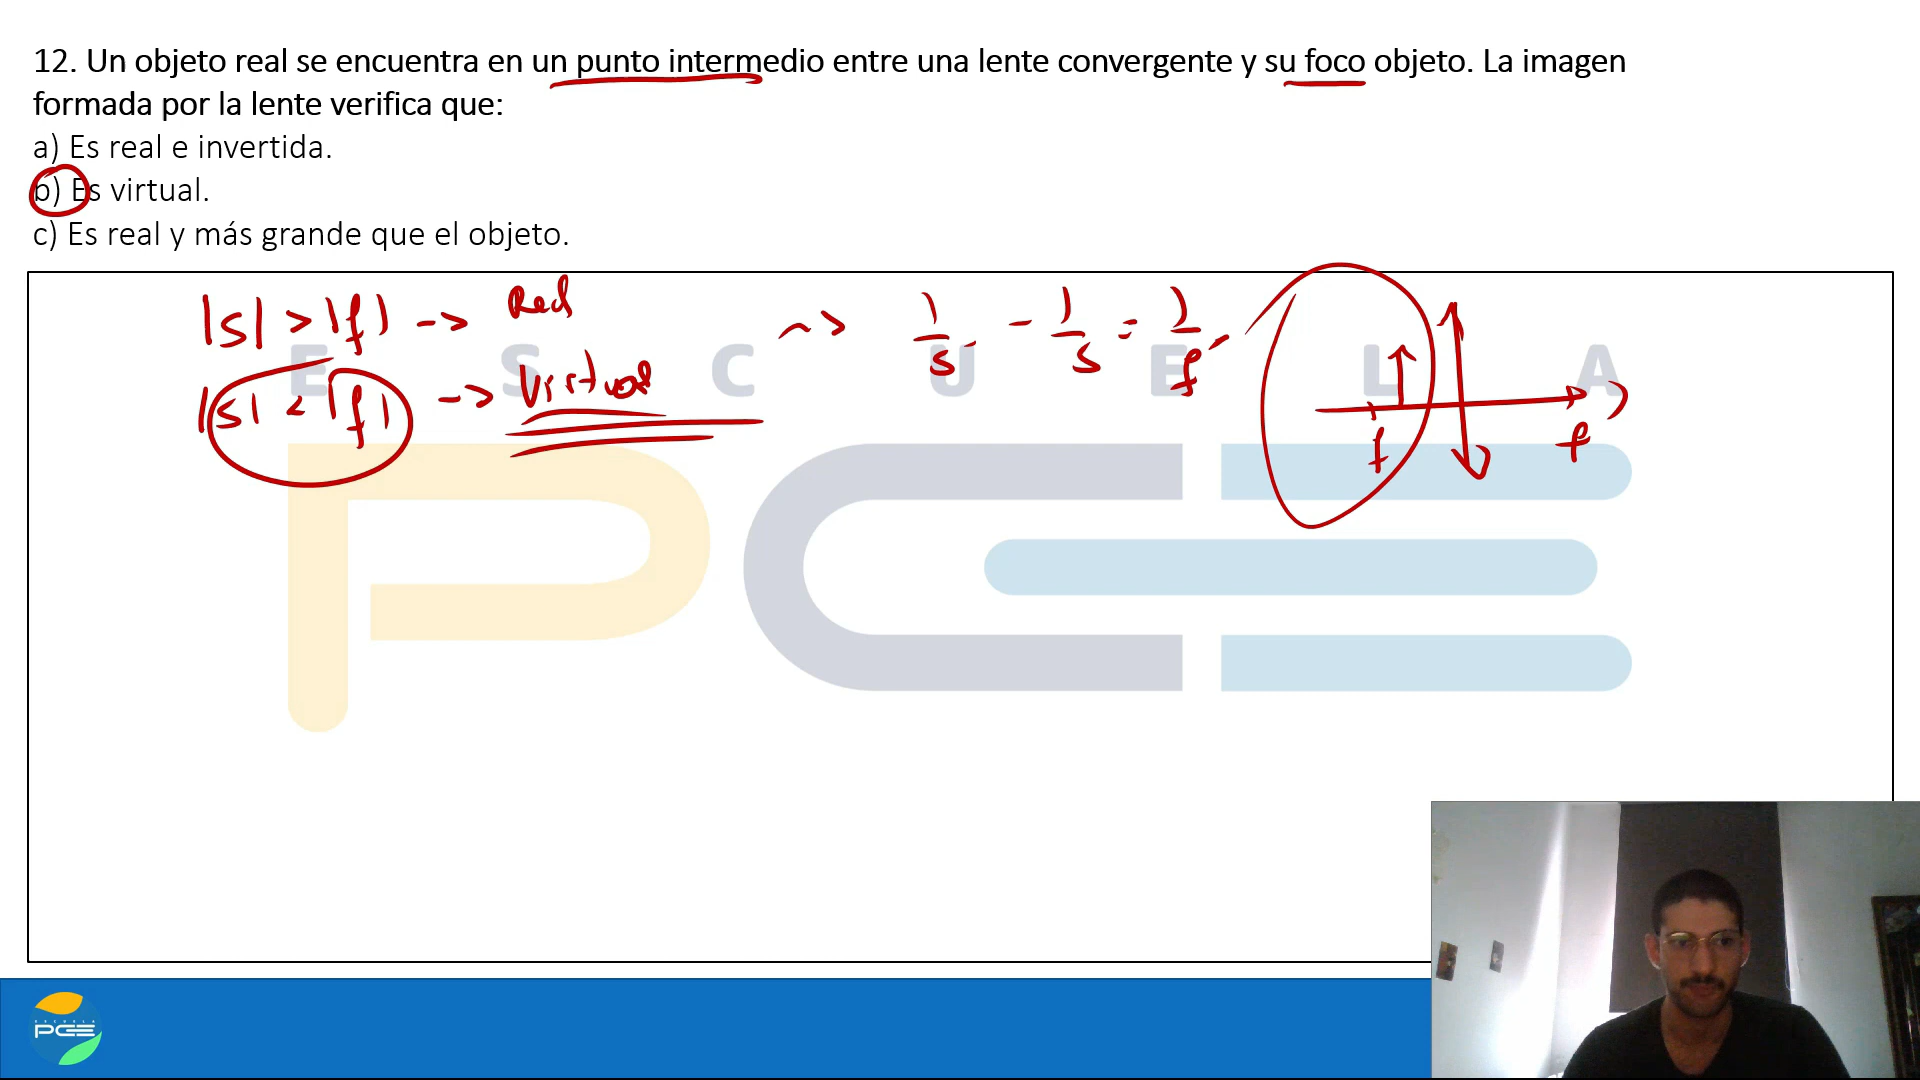 12. Un objeto real se encuentra en un punto intermedio entre una lente convergente y su foco objeto. La imagen
formada por la lente verifica que:
a) Es real e invertida.
b) Es virtual.
c) Es real y más grande que el objeto.
|s| > |f| -> Real ~> 1/s' - 1/s = 1/f'
|s| < |f| -> Virtual
f f'
E S C U E L A
PGE
ESCUELA
PGE